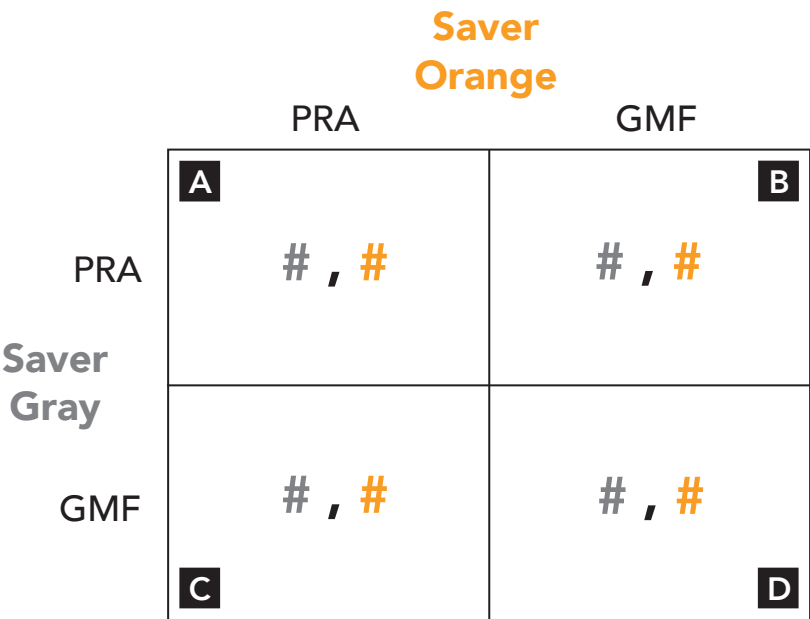 Saver
Orange
PRA GMF
A B
PRA # , # # , #
Saver
Gray
GMF # , # # , #
C D